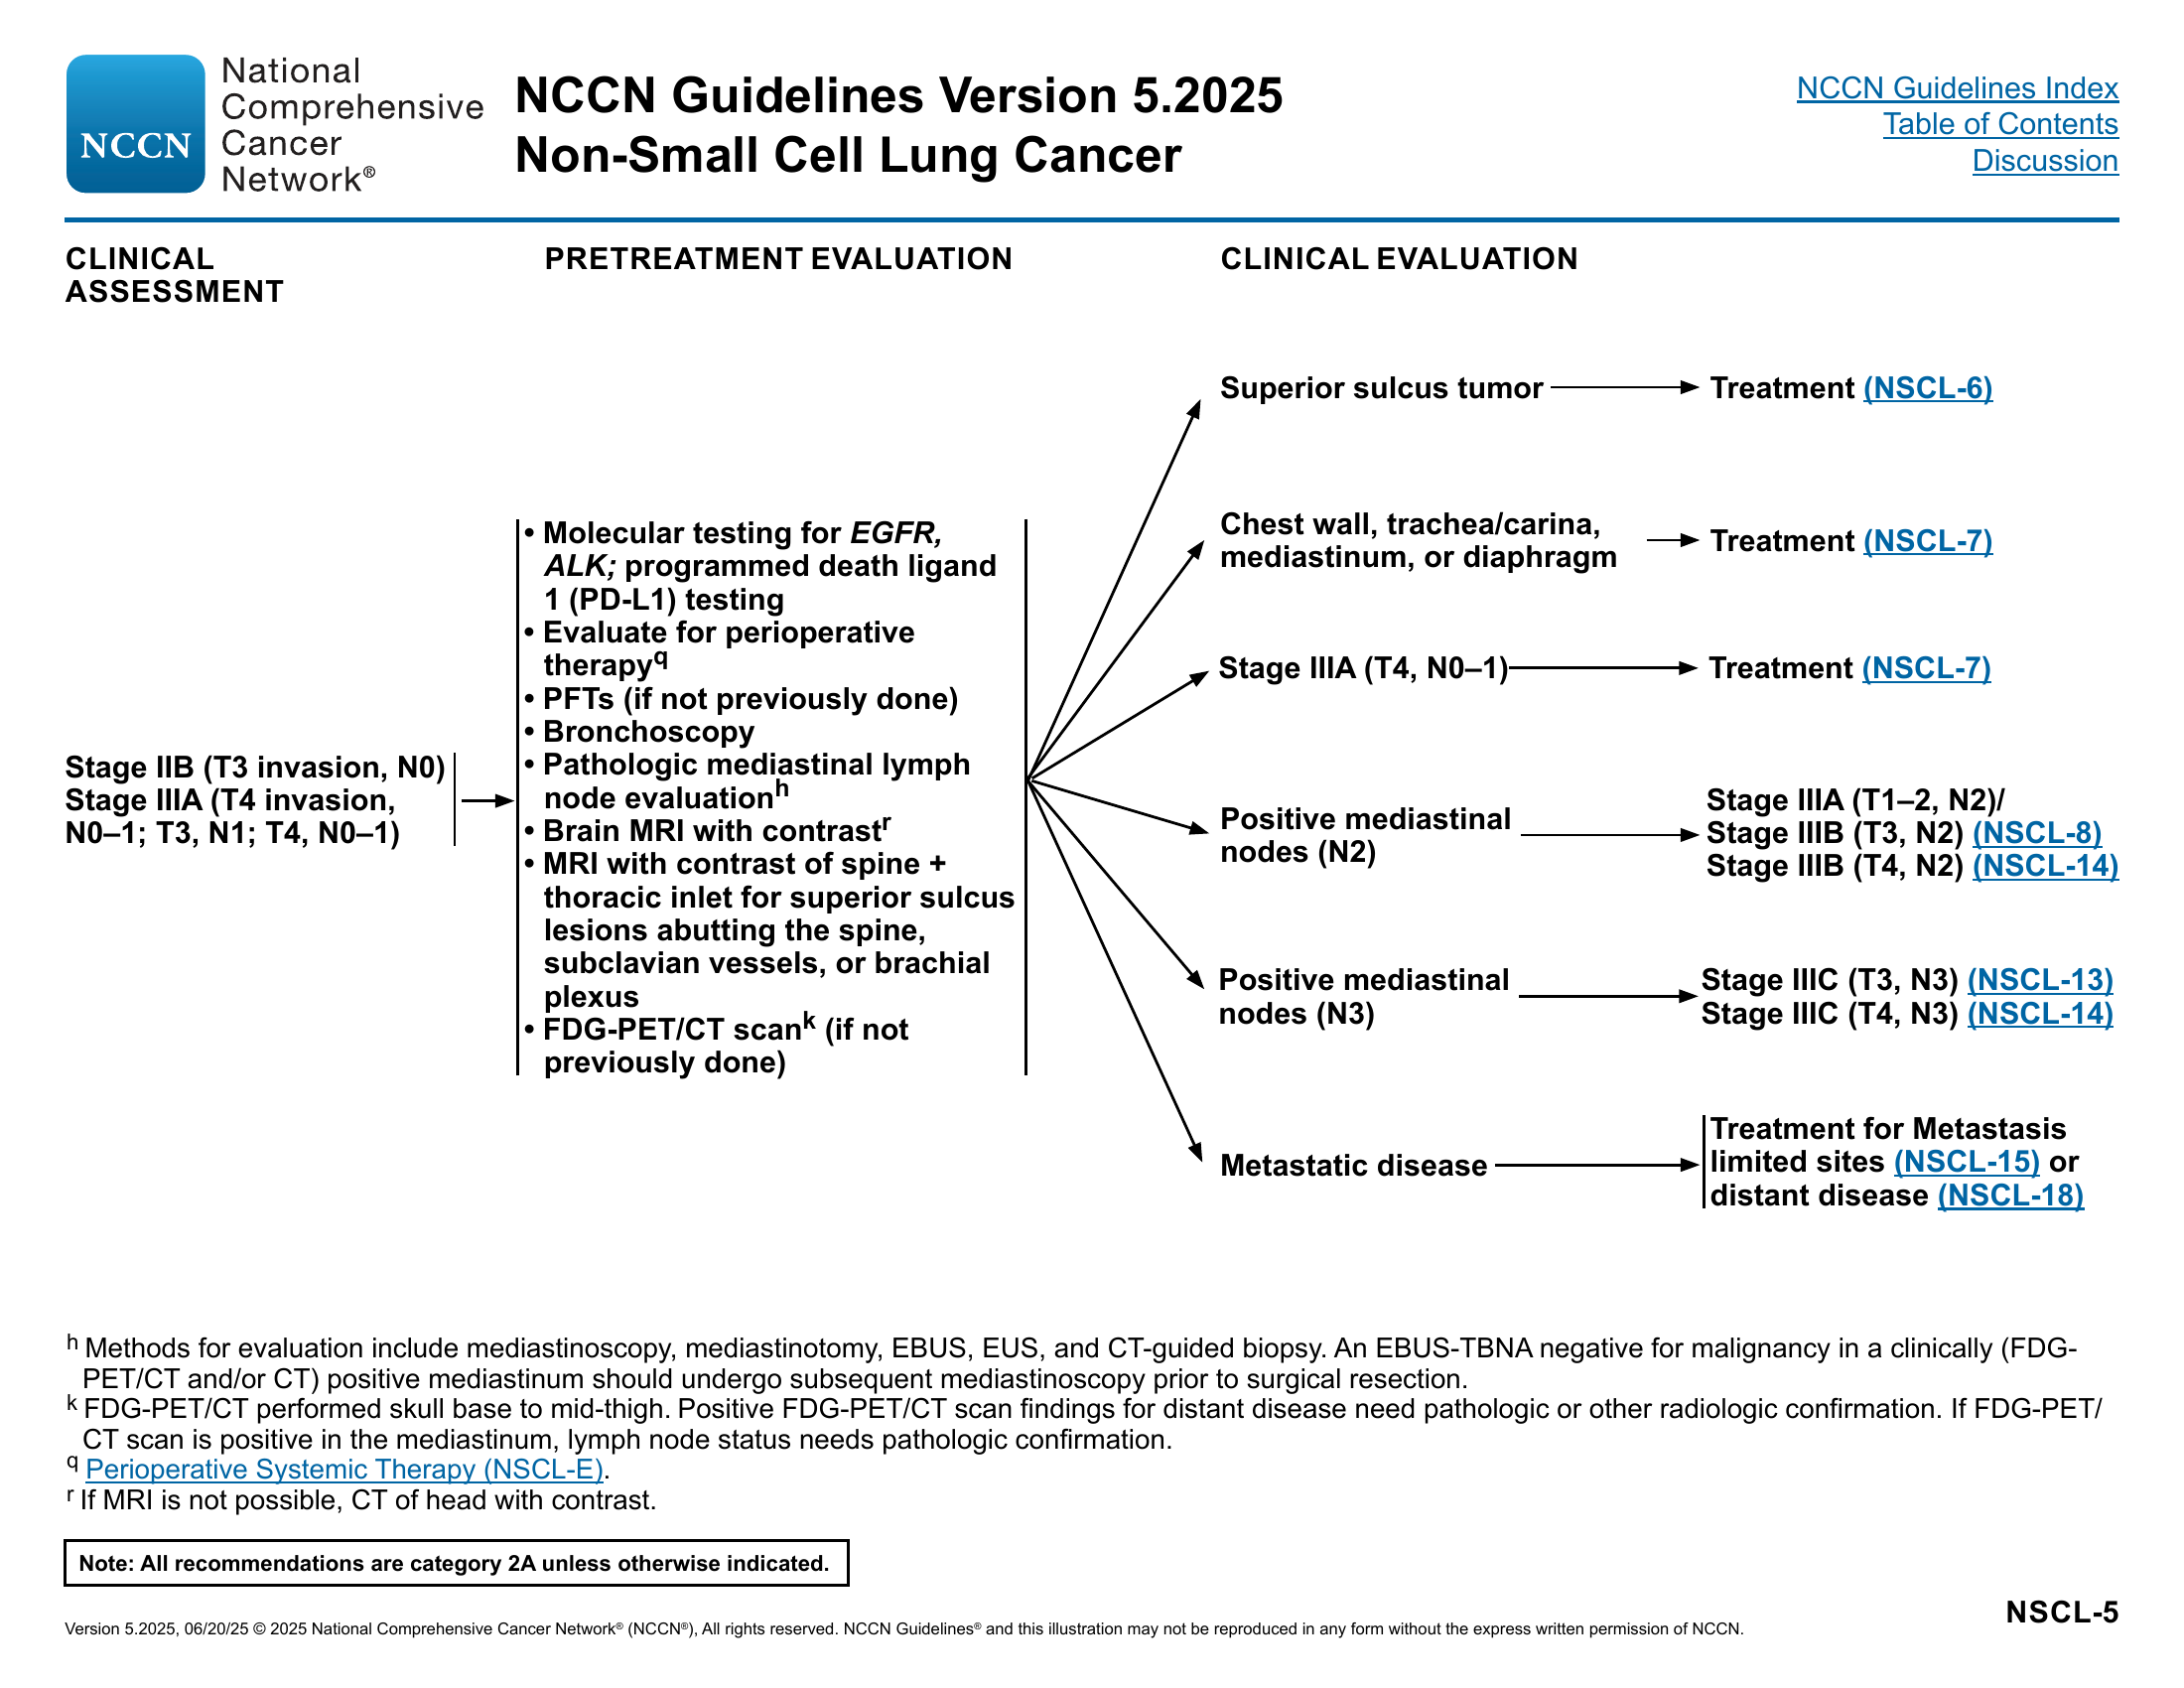 NCCN
National
Comprehensive
Cancer
Network®
NCCN Guidelines Version 5.2025
Non-Small Cell Lung Cancer
NCCN Guidelines Index
Table of Contents
Discussion
CLINICAL
ASSESSMENT
PRETREATMENT EVALUATION
CLINICAL EVALUATION
Stage IIB (T3 invasion, N0)
Stage IIIA (T4 invasion,
N0–1; T3, N1; T4, N0–1)
• Molecular testing for EGFR,
ALK; programmed death ligand
1 (PD-L1) testing
• Evaluate for perioperative
therapyq
• PFTs (if not previously done)
• Bronchoscopy
• Pathologic mediastinal lymph
node evaluationh
• Brain MRI with contrastr
• MRI with contrast of spine +
thoracic inlet for superior sulcus
lesions abutting the spine,
subclavian vessels, or brachial
plexus
• FDG-PET/CT scank (if not
previously done)
Superior sulcus tumor
Treatment (NSCL-6)
Chest wall, trachea/carina,
mediastinum, or diaphragm
Treatment (NSCL-7)
Stage IIIA (T4, N0–1)
Treatment (NSCL-7)
Positive mediastinal
nodes (N2)
Stage IIIA (T1–2, N2)/
Stage IIIB (T3, N2) (NSCL-8)
Stage IIIB (T4, N2) (NSCL-14)
Positive mediastinal
nodes (N3)
Stage IIIC (T3, N3) (NSCL-13)
Stage IIIC (T4, N3) (NSCL-14)
Metastatic disease
Treatment for Metastasis
limited sites (NSCL-15) or
distant disease (NSCL-18)
h Methods for evaluation include mediastinoscopy, mediastinotomy, EBUS, EUS, and CT-guided biopsy. An EBUS-TBNA negative for malignancy in a clinically (FDG-
PET/CT and/or CT) positive mediastinum should undergo subsequent mediastinoscopy prior to surgical resection.
k FDG-PET/CT performed skull base to mid-thigh. Positive FDG-PET/CT scan findings for distant disease need pathologic or other radiologic confirmation. If FDG-PET/
CT scan is positive in the mediastinum, lymph node status needs pathologic confirmation.
q Perioperative Systemic Therapy (NSCL-E).
r If MRI is not possible, CT of head with contrast.
Note: All recommendations are category 2A unless otherwise indicated.
NSCL-5
Version 5.2025, 06/20/25 © 2025 National Comprehensive Cancer Network® (NCCN®), All rights reserved. NCCN Guidelines® and this illustration may not be reproduced in any form without the express written permission of NCCN.